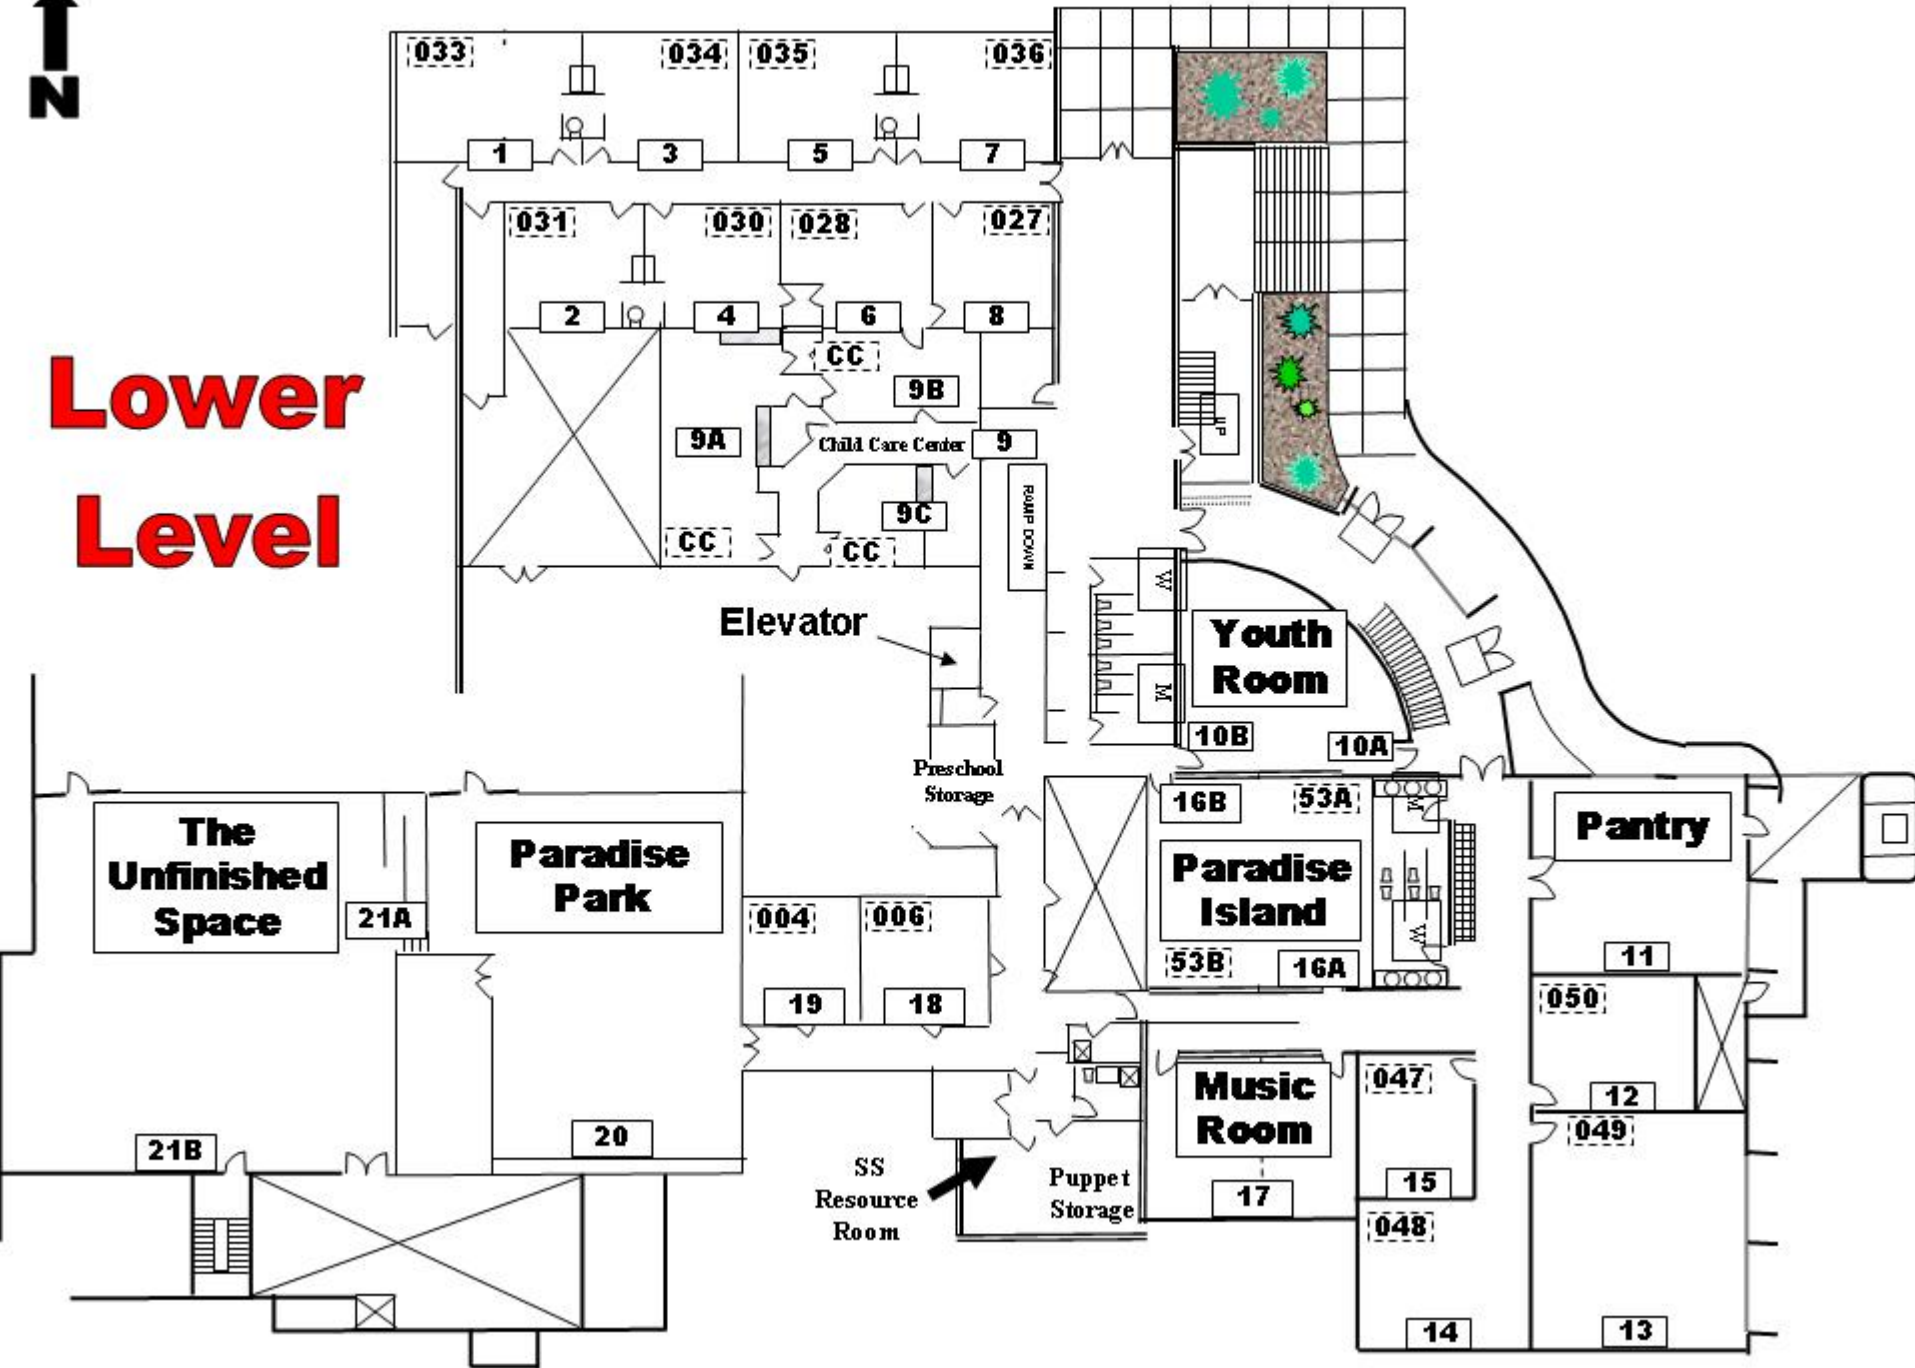 N
033
034
035
036
1
3
5
7
031
030
028
027
2
4
6
8
Lower
Level
CC
9B
9A
Child Care Center
9
UP
9C
RAMP DOWN
CC
CC
W
Elevator
Youth
Room
M
10B
10A
Preschool
Storage
16B
53A
M
Pantry
The
Unfinished
Space
Paradise
Park
Paradise
Island
21A
004
006
W
53B
16A
11
19
18
050
12
Music
Room
047
049
20
21B
SS
Resource
Room
Puppet
Storage
17
15
048
14
13